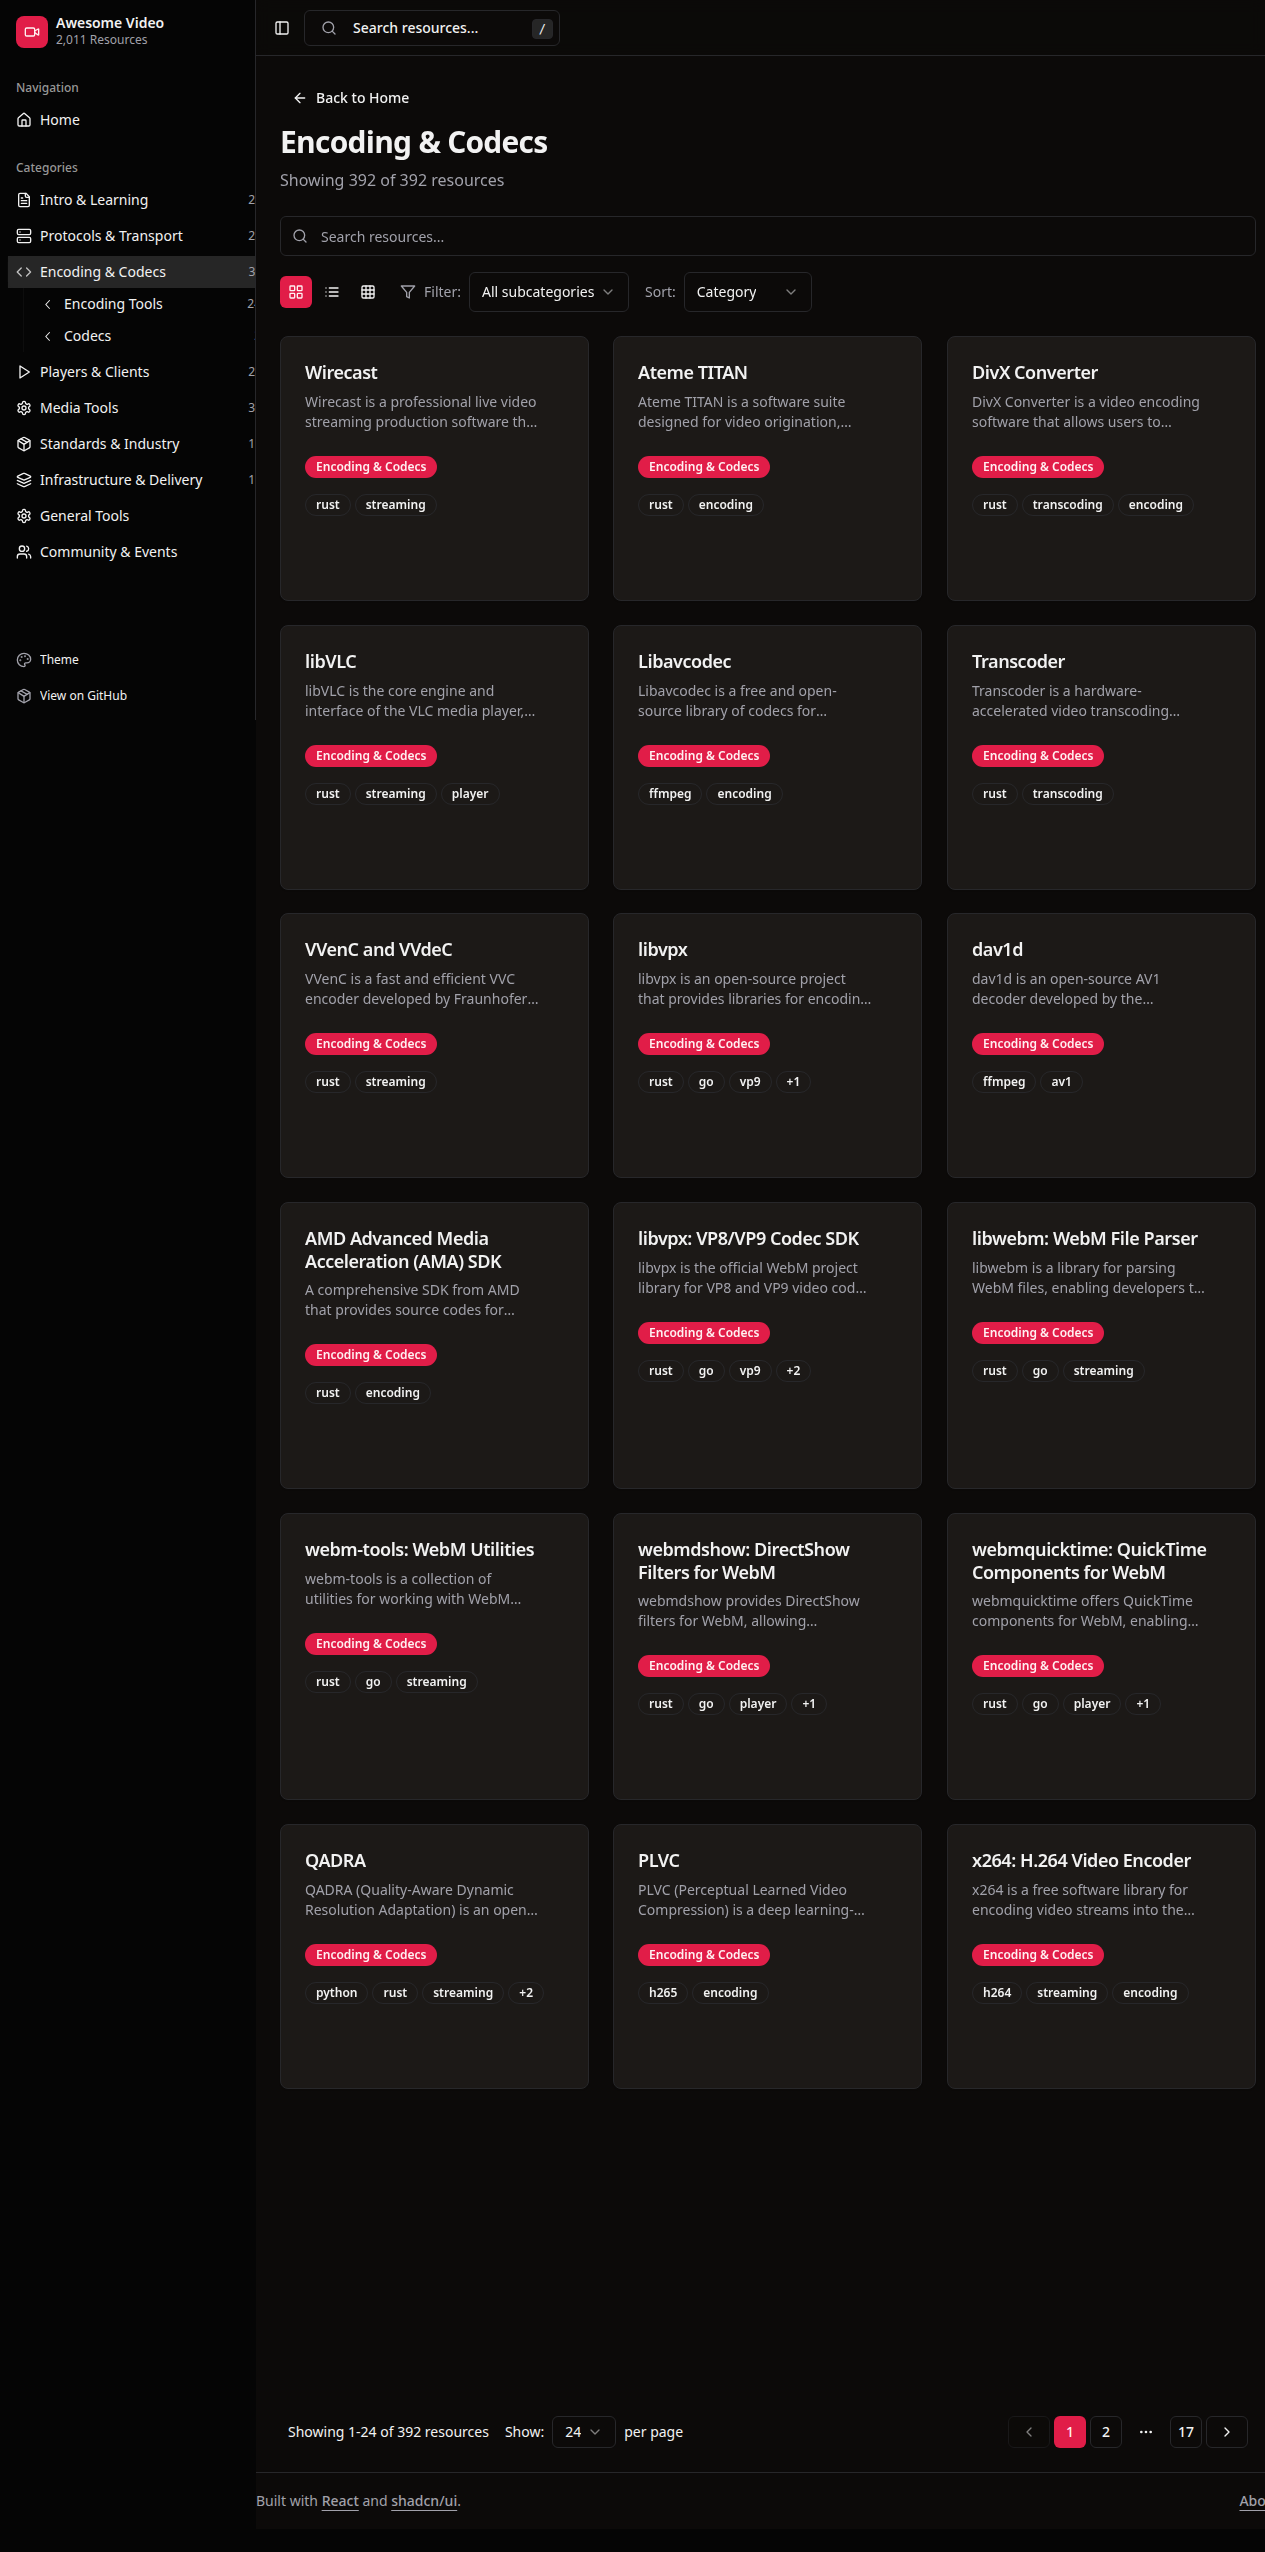 Awesome Video
2,011 Resources
Search resources...
/
Navigation
Home
Categories
Intro & Learning 2
Protocols & Transport 2
Encoding & Codecs 3
Encoding Tools 2
Codecs
Players & Clients 2
Media Tools 3
Standards & Industry 1
Infrastructure & Delivery 1
General Tools
Community & Events
Theme
View on GitHub
Back to Home
Encoding & Codecs
Showing 392 of 392 resources
Search resources...
Filter: All subcategories Sort: Category
Wirecast
Wirecast is a professional live video
streaming production software th...
Encoding & Codecs
rust streaming
Ateme TITAN
Ateme TITAN is a software suite
designed for video origination,...
Encoding & Codecs
rust encoding
DivX Converter
DivX Converter is a video encoding
software that allows users to...
Encoding & Codecs
rust transcoding encoding
libVLC
libVLC is the core engine and
interface of the VLC media player,...
Encoding & Codecs
rust streaming player
Libavcodec
Libavcodec is a free and open-
source library of codecs for...
Encoding & Codecs
ffmpeg encoding
Transcoder
Transcoder is a hardware-
accelerated video transcoding...
Encoding & Codecs
rust transcoding
VVenC and VVdeC
VVenC is a fast and efficient VVC
encoder developed by Fraunhofer...
Encoding & Codecs
rust streaming
libvpx
libvpx is an open-source project
that provides libraries for encodin...
Encoding & Codecs
rust go vp9 +1
dav1d
dav1d is an open-source AV1
decoder developed by the...
Encoding & Codecs
ffmpeg av1
AMD Advanced Media
Acceleration (AMA) SDK
A comprehensive SDK from AMD
that provides source codes for...
Encoding & Codecs
rust encoding
libvpx: VP8/VP9 Codec SDK
libvpx is the official WebM project
library for VP8 and VP9 video cod...
Encoding & Codecs
rust go vp9 +2
libwebm: WebM File Parser
libwebm is a library for parsing
WebM files, enabling developers t...
Encoding & Codecs
rust go streaming
webm-tools: WebM Utilities
webm-tools is a collection of
utilities for working with WebM...
Encoding & Codecs
rust go streaming
webmdshow: DirectShow
Filters for WebM
webmdshow provides DirectShow
filters for WebM, allowing...
Encoding & Codecs
rust go player +1
webmquicktime: QuickTime
Components for WebM
webmquicktime offers QuickTime
components for WebM, enabling...
Encoding & Codecs
rust go player +1
QADRA
QADRA (Quality-Aware Dynamic
Resolution Adaptation) is an open...
Encoding & Codecs
python rust streaming +2
PLVC
PLVC (Perceptual Learned Video
Compression) is a deep learning-...
Encoding & Codecs
h265 encoding
x264: H.264 Video Encoder
x264 is a free software library for
encoding video streams into the...
Encoding & Codecs
h264 streaming encoding
Showing 1-24 of 392 resources Show: 24 per page
1 2 ... 17
Built with React and shadcn/ui.
Abo